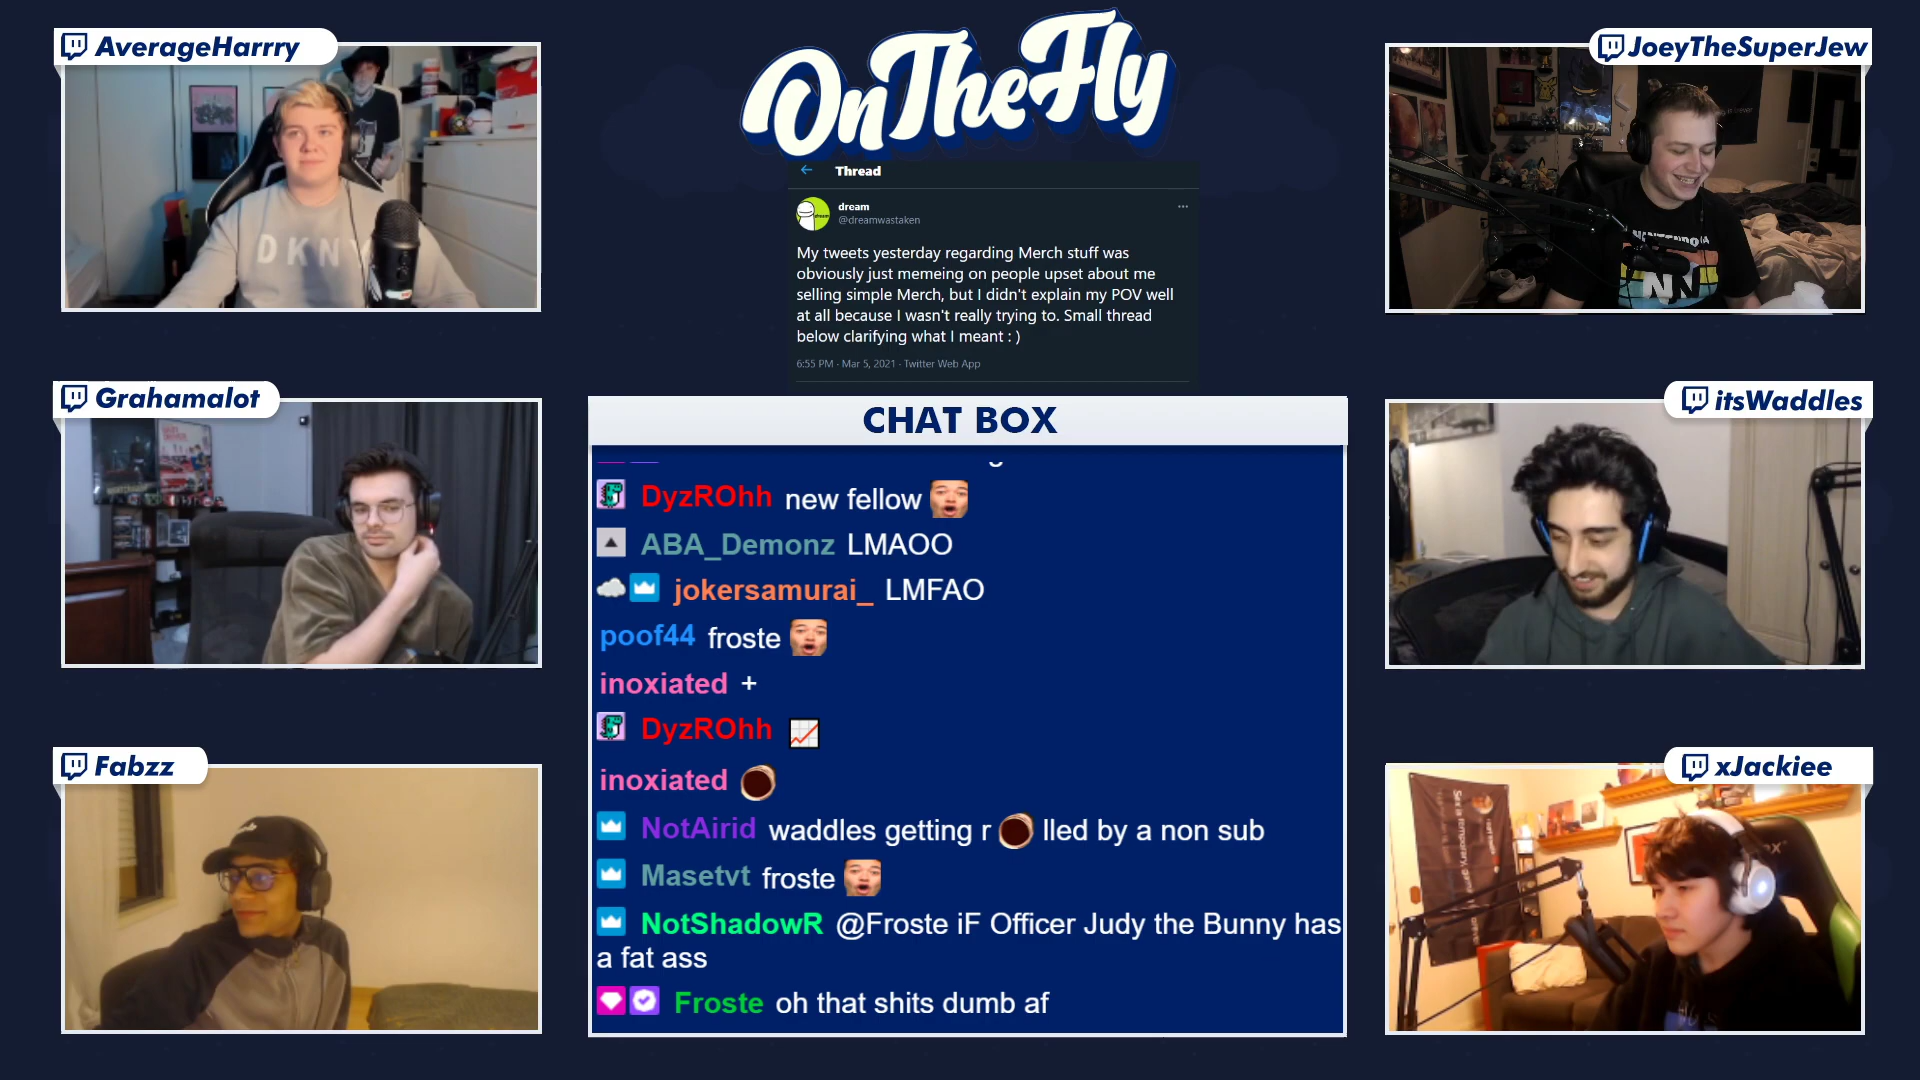 AverageHarrry
OnTheFly
JoeyTheSuperJew
Thread
dream
@dreamwastaken
My tweets yesterday regarding Merch stuff was
obviously just memeing on people upset about me
selling simple Merch, but I didn't explain my POV well
at all because I wasn't really trying to. Small thread
below clarifying what I meant : )
6:55 PM · Mar 5, 2021 · Twitter Web App
DKNY
Grahamalot
itsWaddles
CHAT BOX
DyzROhh new fellow
ABA_Demonz LMAOO
jokersamurai_ LMFAO
poof44 froste
inoxiated +
DyzROhh
inoxiated
NotAirid waddles getting r lled by a non sub
Masetvt froste
NotShadowR @Froste iF Officer Judy the Bunny has
a fat ass
Froste oh that shits dumb af
Fabzz
xJackiee